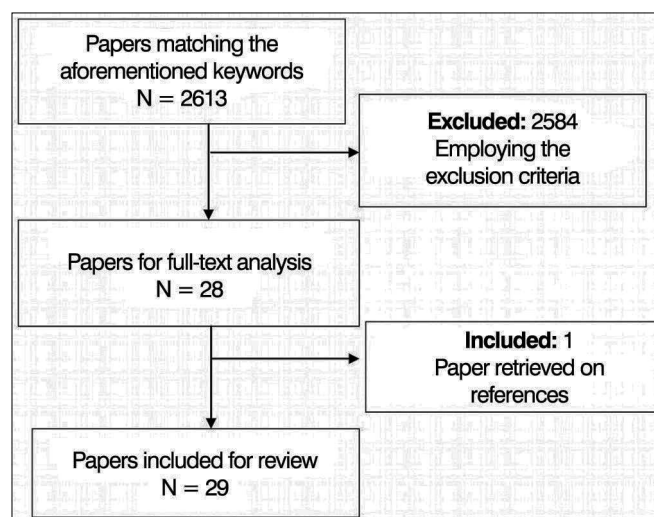 Papers matching the
aforementioned keywords
N = 2613
Excluded: 2584
Employing the
exclusion criteria
Papers for full-text analysis
N = 28
Included: 1
Paper retrieved on
references
Papers included for review
N = 29